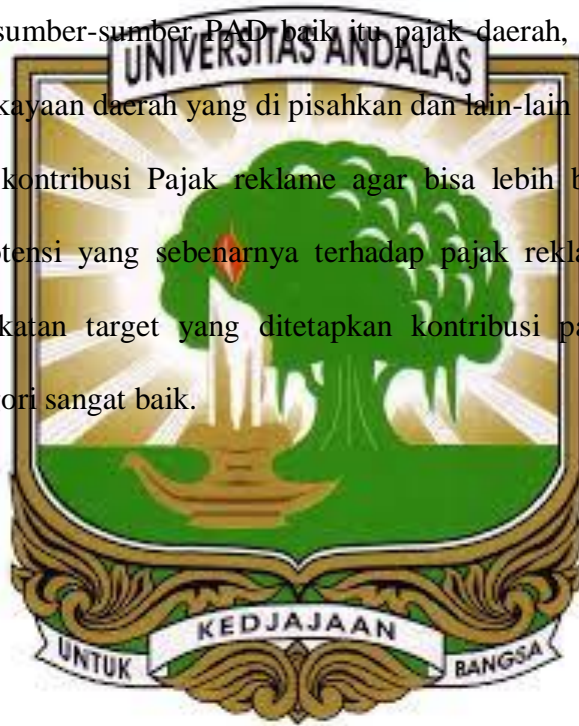 sumber-sumber PAD baik itu pajak daerah,
UNIVERSITAS ANDALAS
kayaan daerah yang di pisahkan dan lain-lain
kontribusi Pajak reklame agar bisa lebih b
otensi yang sebenarnya terhadap pajak rekla
katan target yang ditetapkan kontribusi pa
ori sangat baik.
KEDJAJAAN
UNTUK
BANGSA